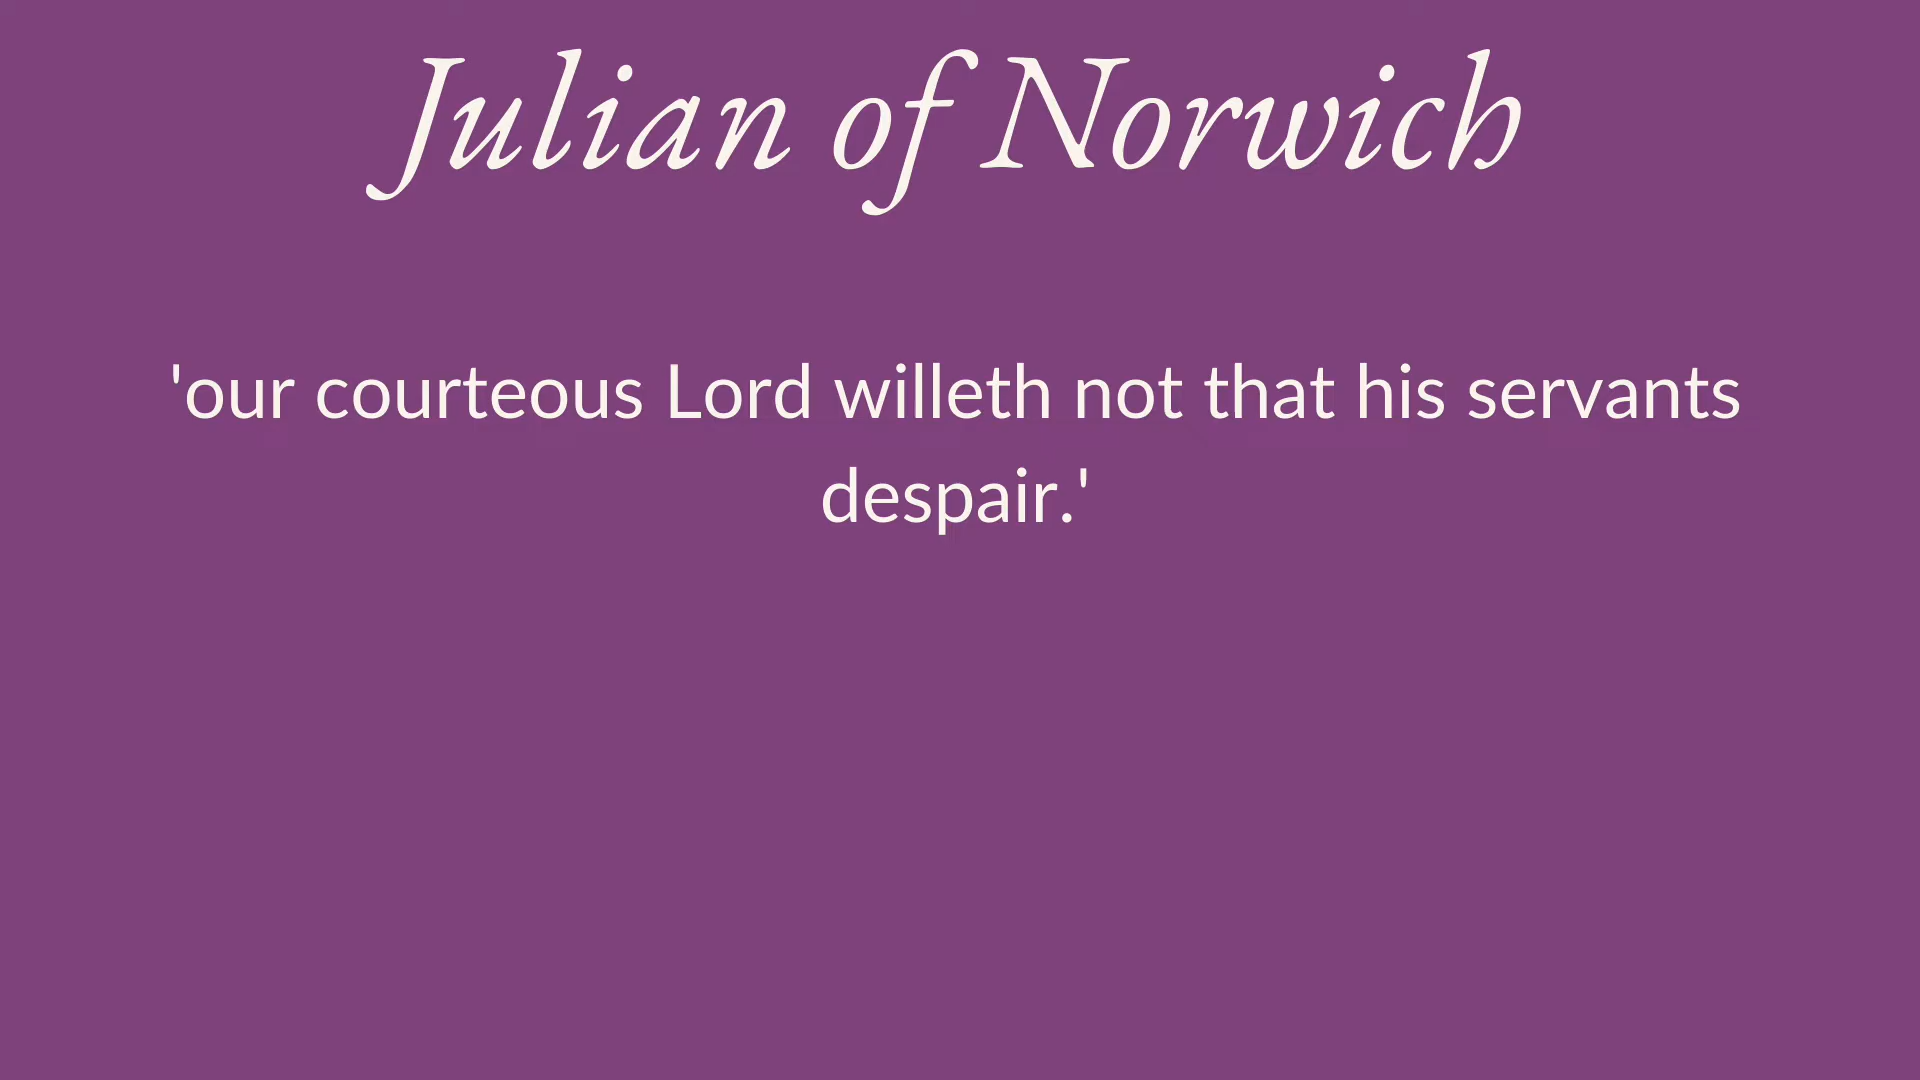 Julian of Norwich
'our courteous Lord willeth not that his servants
despair.'